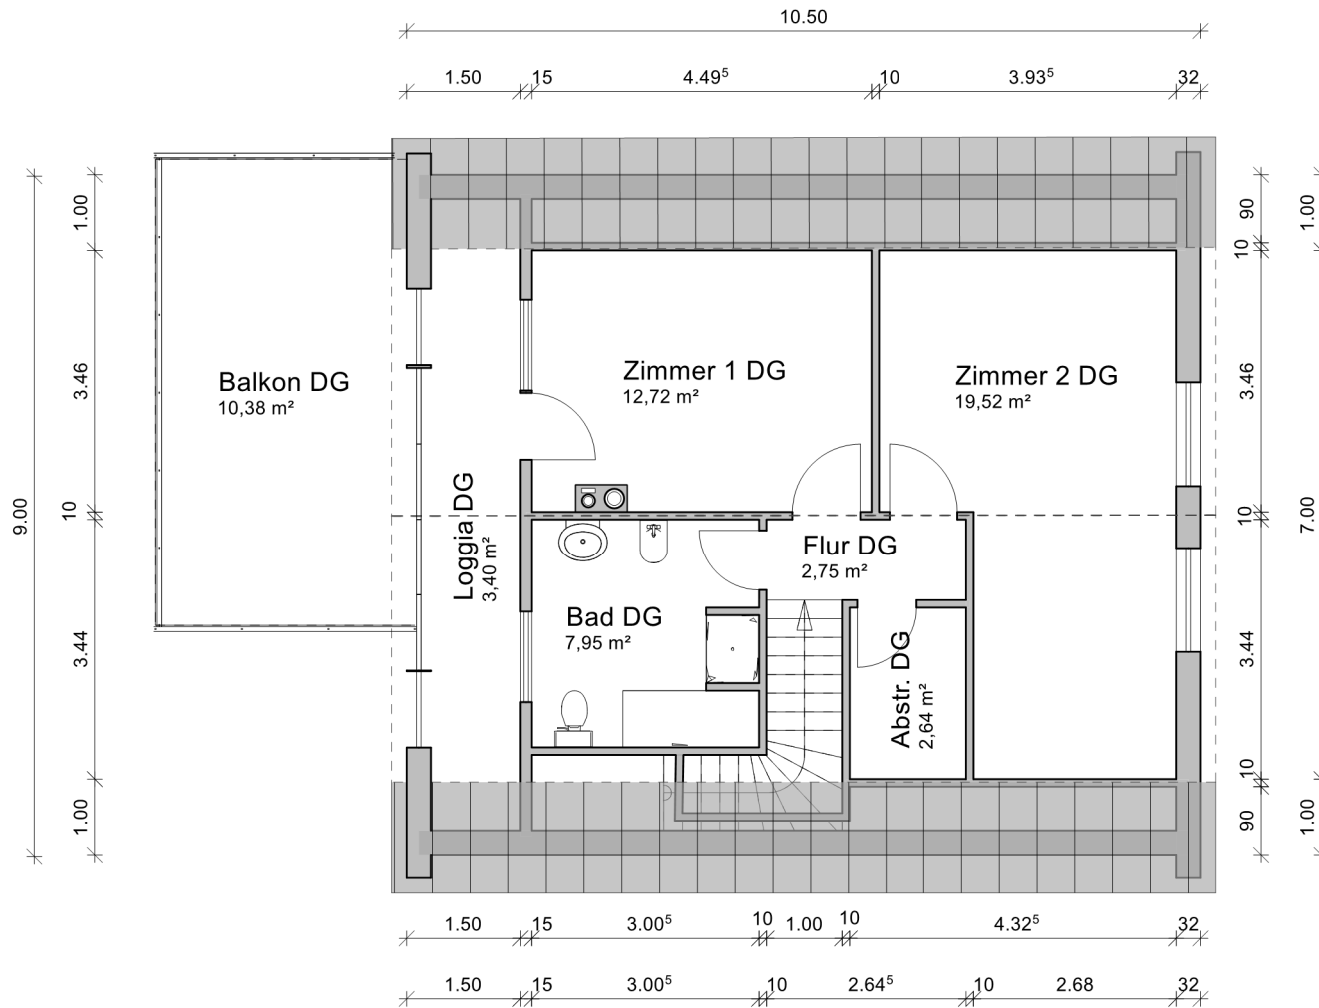 10.50
1.50 15 4.49⁵ 10 3.93⁵ 32
9.00
1.00
3.46
10
3.44
1.00
Balkon DG
10,38 m²
Loggia DG
3,40 m²
Zimmer 1 DG
12,72 m²
Zimmer 2 DG
19,52 m²
Flur DG
2,75 m²
Bad DG
7,95 m²
Abstr. DG
2,64 m²
90
10
3.46
10
3.44
10
90
1.00
7.00
1.00
1.50 15 3.00⁵ 10 1.00 10 4.32⁵ 32
1.50 15 3.00⁵ 10 2.64⁵ 10 2.68 32